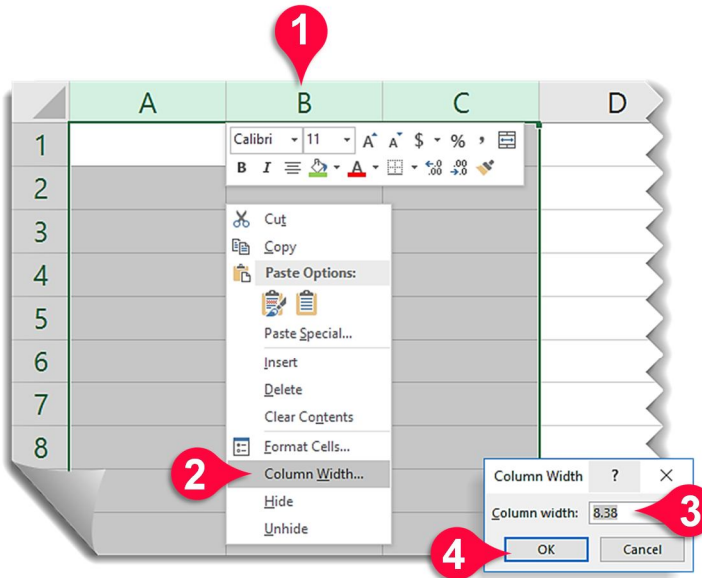 1
A B C D
1
Calibri 11 A A $ % ,
B I A .00 .00
2
Cut
3
Copy
4
Paste Options:
5
Paste Special...
6
Insert
7
Delete
Clear Contents
8
Format Cells...
2
Column Width...
Hide
Unhide
Column Width ? ×
Column width: 8.38
3
4
OK Cancel